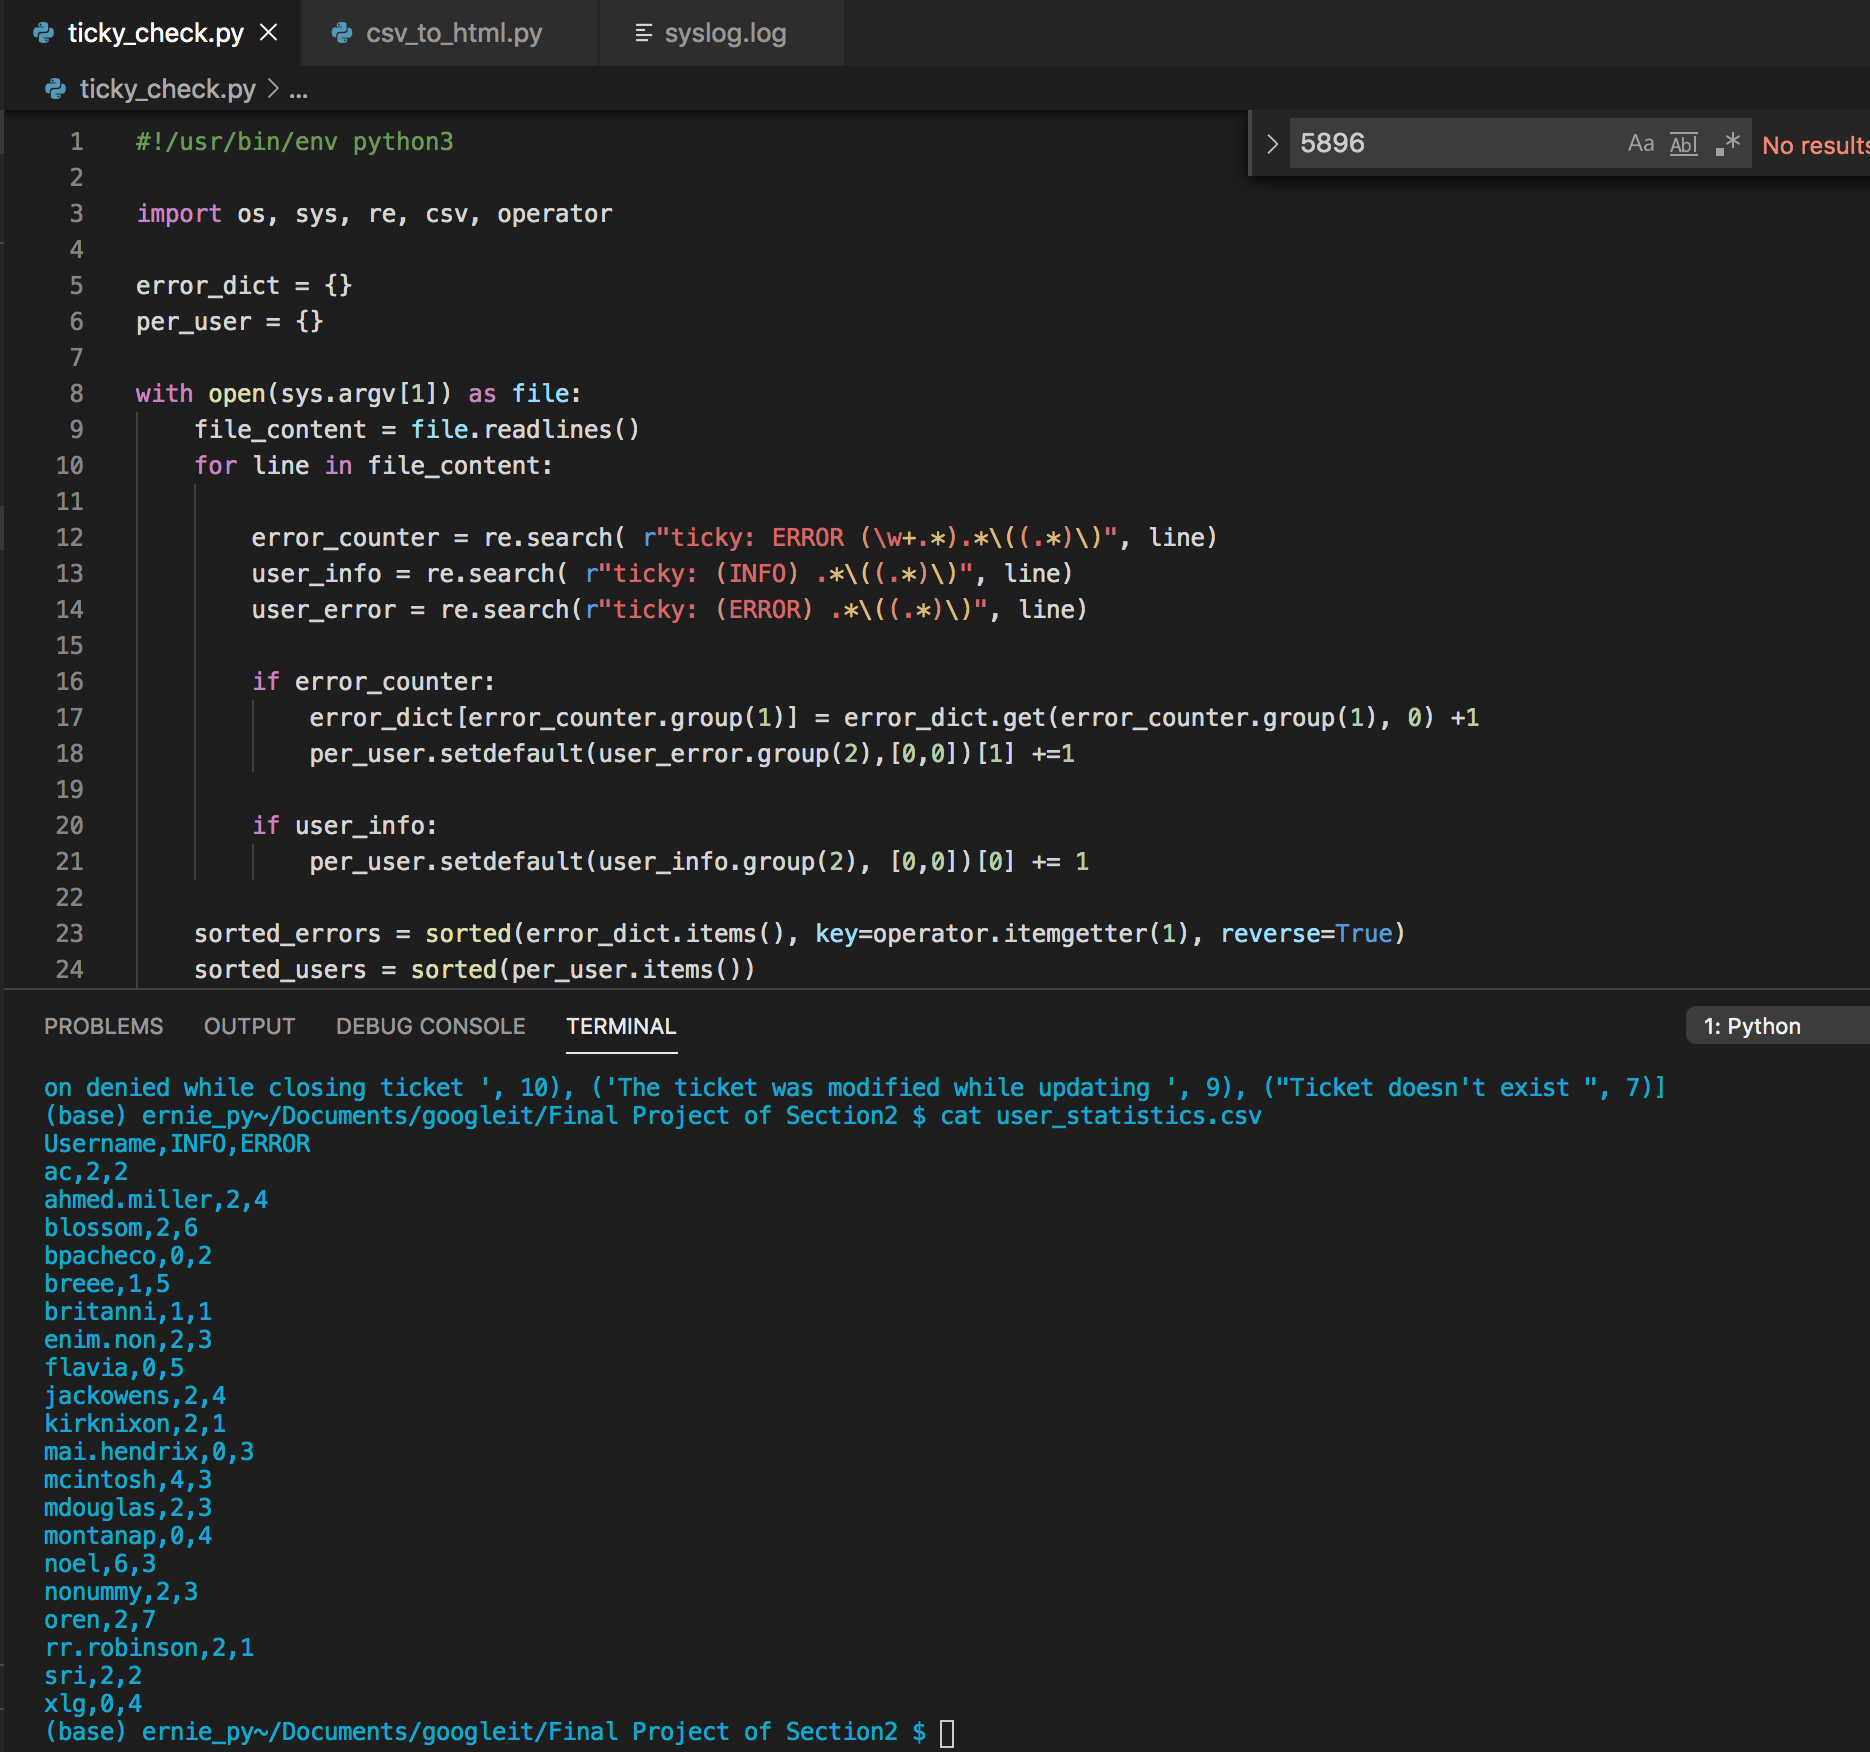 ticky_check.py
csv_to_html.py
syslog.log
ticky_check.py > ...
5896
Aa Abl .* No results
1 #!/usr/bin/env python3
2
3 import os, sys, re, csv, operator
4
5 error_dict = {}
6 per_user = {}
7
8 with open(sys.argv[1]) as file:
9     file_content = file.readlines()
10     for line in file_content:
11
12         error_counter = re.search( r"ticky: ERROR (\w+.*).*\((.*)\)", line)
13         user_info = re.search( r"ticky: (INFO) .*\((.*)\)", line)
14         user_error = re.search(r"ticky: (ERROR) .*\((.*)\)", line)
15
16         if error_counter:
17             error_dict[error_counter.group(1)] = error_dict.get(error_counter.group(1), 0) +1
18             per_user.setdefault(user_error.group(2),[0,0])[1] +=1
19
20         if user_info:
21             per_user.setdefault(user_info.group(2), [0,0])[0] += 1
22
23     sorted_errors = sorted(error_dict.items(), key=operator.itemgetter(1), reverse=True)
24     sorted_users = sorted(per_user.items())
PROBLEMS OUTPUT DEBUG CONSOLE TERMINAL
1: Python
on denied while closing ticket ', 10), ('The ticket was modified while updating ', 9), ("Ticket doesn't exist ", 7)]
(base) ernie_py~/Documents/googleit/Final Project of Section2 $ cat user_statistics.csv
Username,INFO,ERROR
ac,2,2
ahmed.miller,2,4
blossom,2,6
bpacheco,0,2
breee,1,5
britanni,1,1
enim.non,2,3
flavia,0,5
jackowens,2,4
kirknixon,2,1
mai.hendrix,0,3
mcintosh,4,3
mdouglas,2,3
montanap,0,4
noel,6,3
nonummy,2,3
oren,2,7
rr.robinson,2,1
sri,2,2
xlg,0,4
(base) ernie_py~/Documents/googleit/Final Project of Section2 $